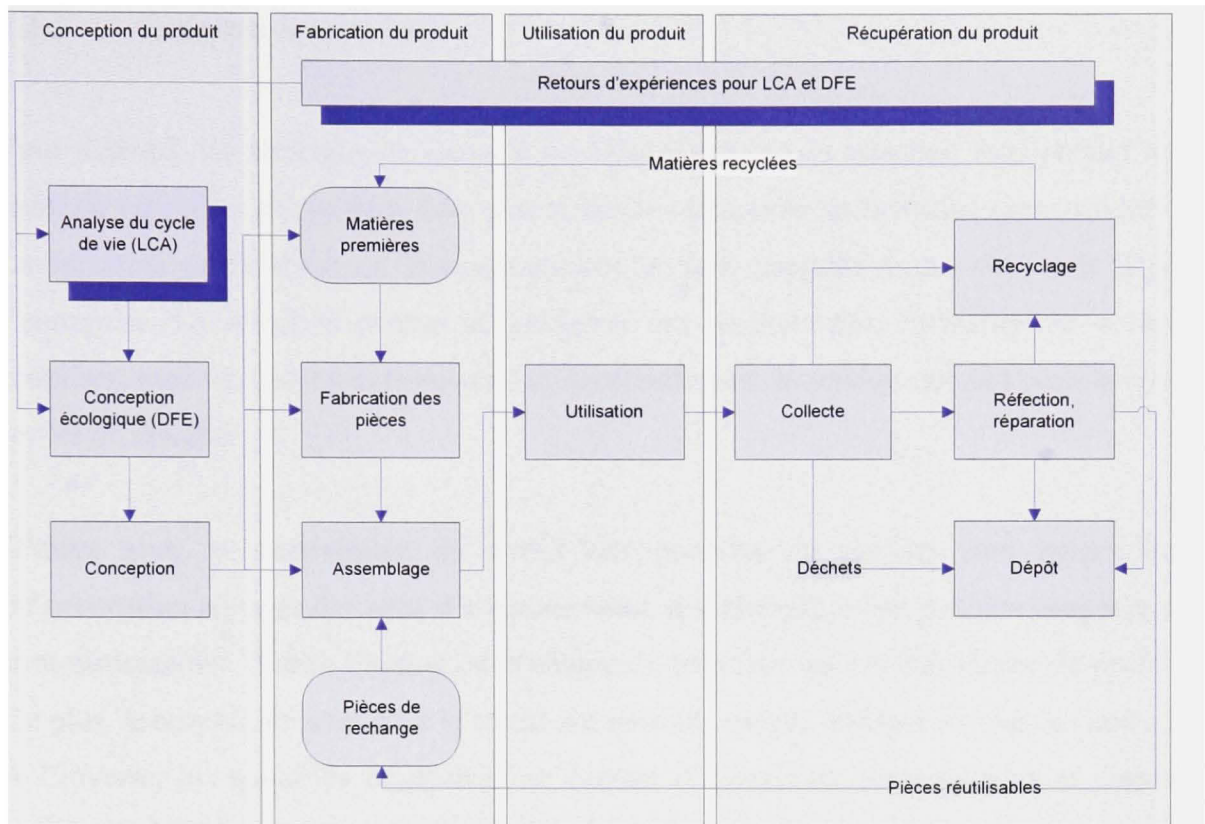 Conception du produit
Fabrication du produit
Utilisation du produit
Récupération du produit
Retours d'expériences pour LCA et DFE
Matières recyclées
Analyse du cycle
de vie (LCA)
Matières
premières
Recyclage
Conception
écologique (DFE)
Fabrication des
pièces
Utilisation
Collecte
Réfection,
réparation
Conception
Assemblage
Déchets
Dépôt
Pièces de
rechange
Pièces réutilisables